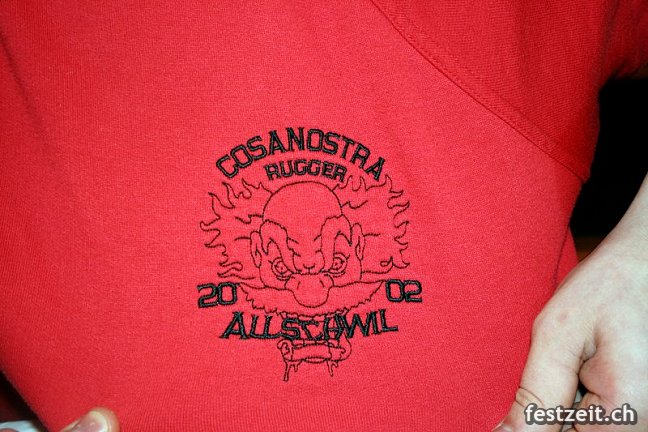 COSANOSTRA
RUGGER
20 02
ALLSCHWIL
festzeit.ch